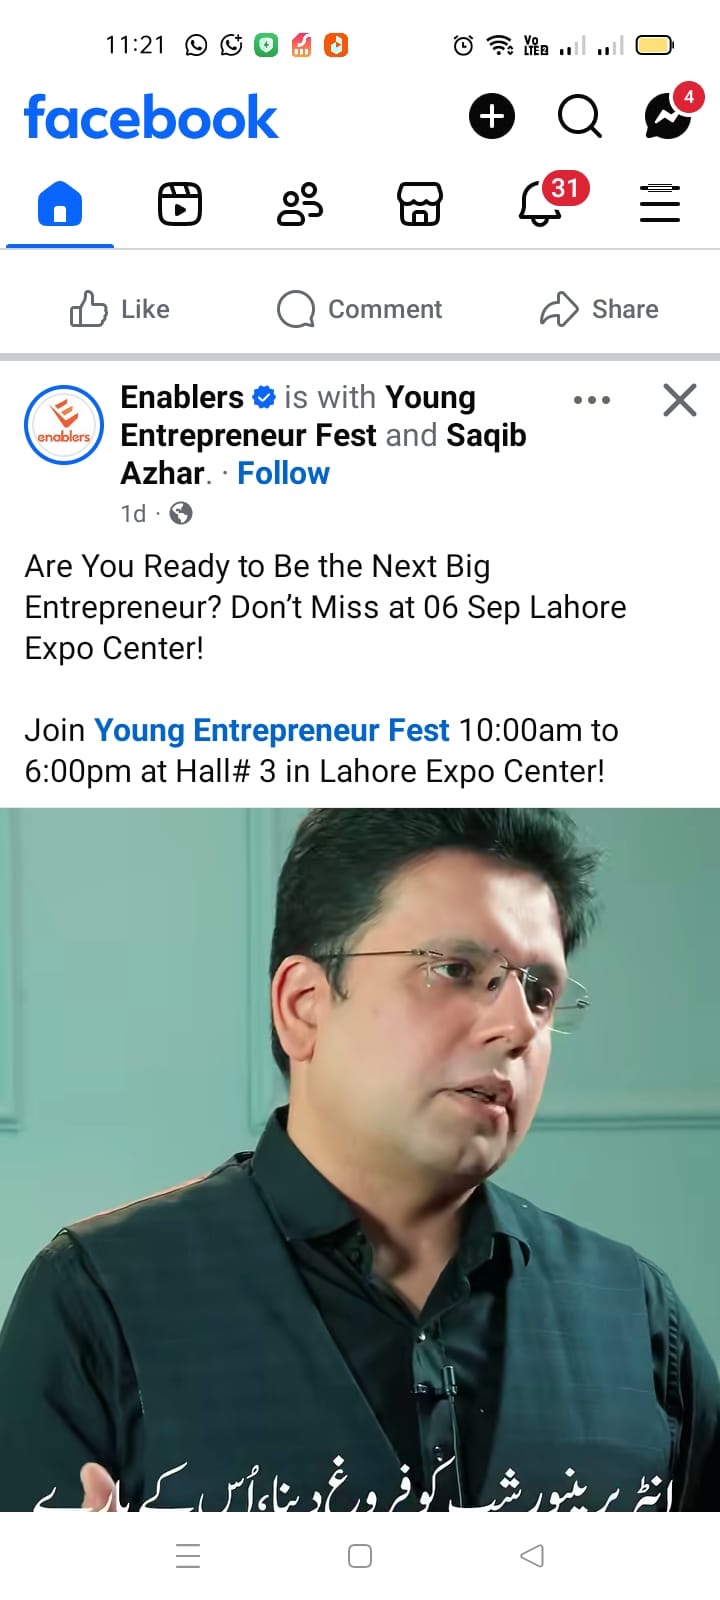 11:21
Vo
LTE2
facebook
4
31
Like Comment Share
enablers
Enablers is with Young
Entrepreneur Fest and Saqib
Azhar. · Follow
1d ·
Are You Ready to Be the Next Big
Entrepreneur? Don’t Miss at 06 Sep Lahore
Expo Center!
Join Young Entrepreneur Fest 10:00am to
6:00pm at Hall# 3 in Lahore Expo Center!
انٹرپرینیورشپ کو فروغ دینا، اُس کے بارے